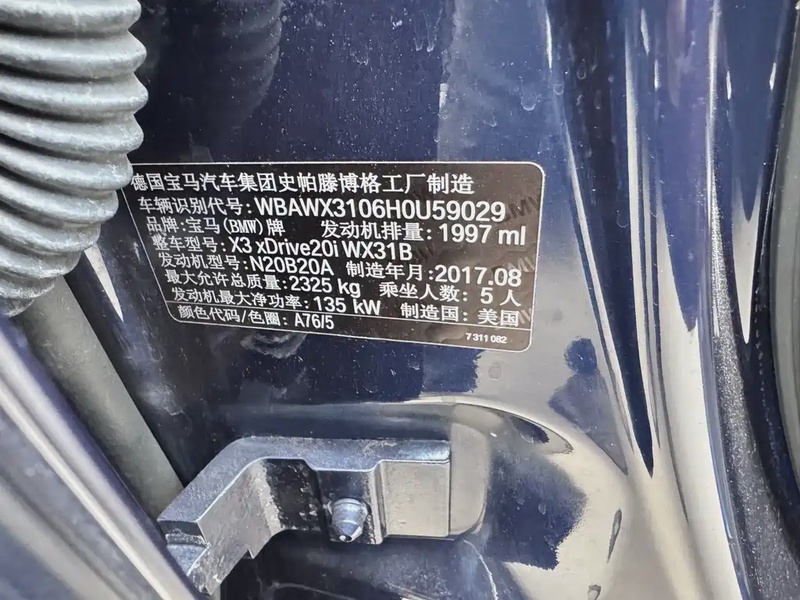 德国宝马汽车集团史帕滕博格工厂制造
车辆识别代号: WBAWX3106H0U59029
品牌: 宝马(BMW)牌 发动机排量: 1997 ml
整车型号: X3 xDrive20i WX31B
发动机型号: N20B20A 制造年月: 2017.08
最大允许总质量: 2325 kg 乘坐人数: 5 人
发动机最大净功率: 135 kW 制造国: 美国
颜色代码/色圈: A76/5
7 311 082